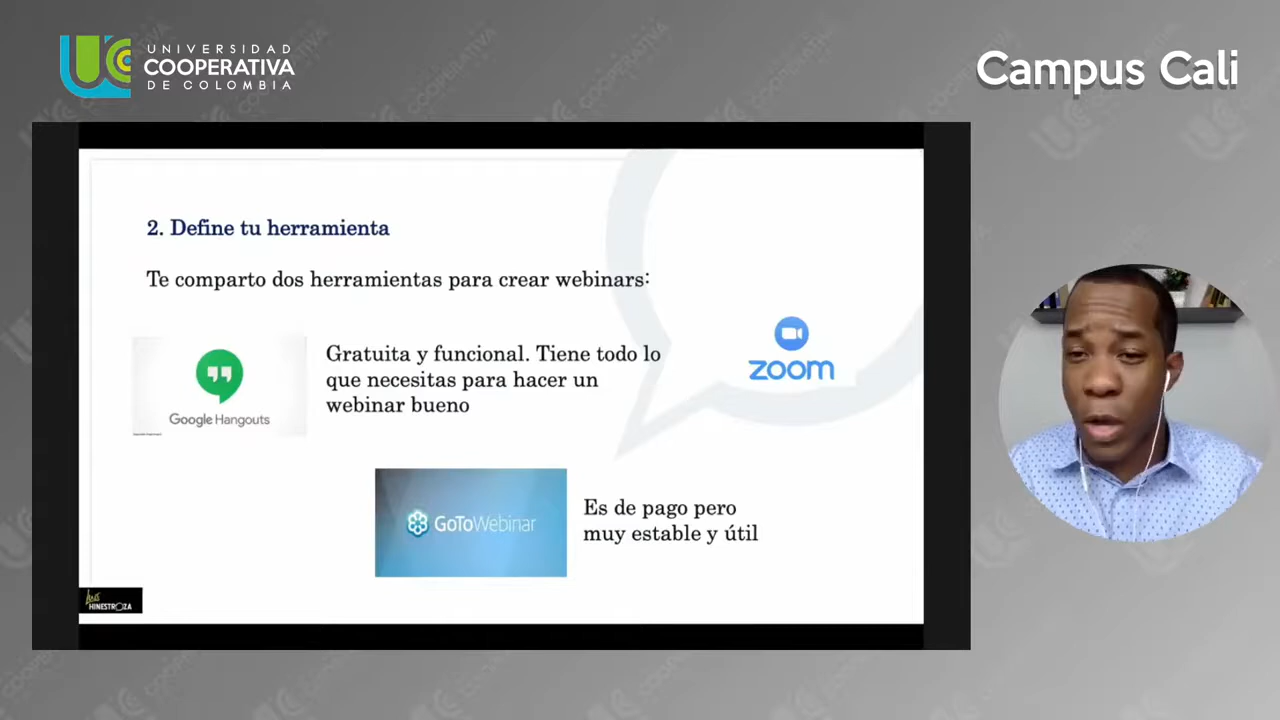 UNIVERSIDAD
COOPERATIVA
DE COLOMBIA
Campus Cali
2. Define tu herramienta
Te comparto dos herramientas para crear webinars:
Google Hangouts
Gratuita y funcional. Tiene todo lo
que necesitas para hacer un
webinar bueno
zoom
GoToWebinar
Es de pago pero
muy estable y útil
HINESTROZA